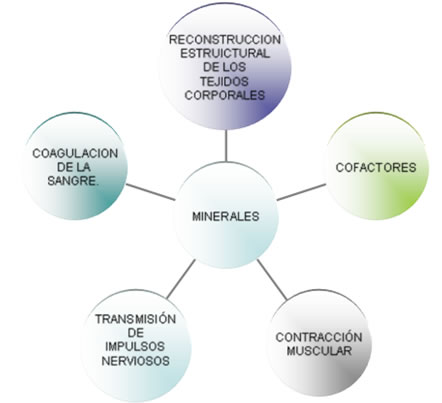 RECONSTRUCCION
ESTRUICTURAL
DE LOS
TEJIDOS
CORPORALES
COAGULACION
DE LA
SANGRE.
COFACTORES
MINERALES
TRANSMISIÓN
DE
IMPULSOS
NERVIOSOS
CONTRACCIÓN
MUSCULAR